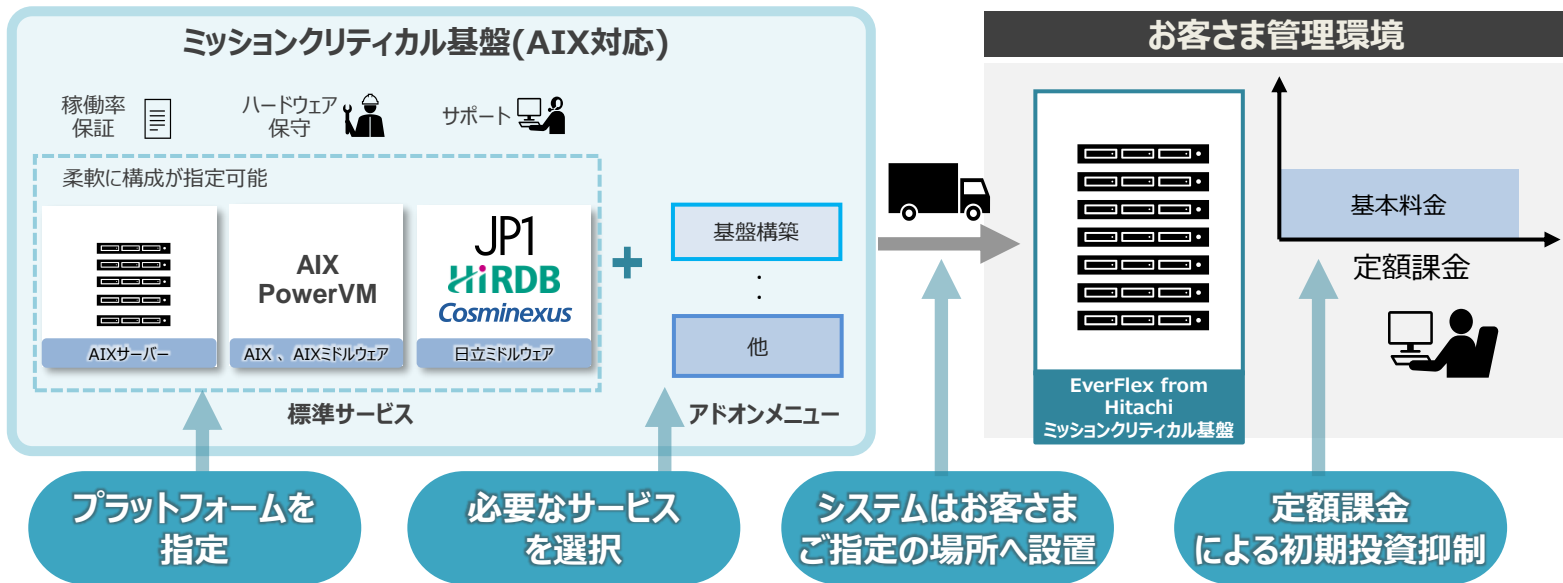 ミッションクリティカル基盤(AIX対応)
稼働率
保証
ハードウェア
保守
サポート
柔軟に構成が指定可能
AIXサーバー
AIX
PowerVM
AIX 、AIXミドルウェア
JP1
HiRDB
Cosminexus
日立ミドルウェア
標準サービス
+
基盤構築
.
.
他
アドオンメニュー
お客さま管理環境
EverFlex from
Hitachi
ミッションクリティカル基盤
基本料金
定額課金
プラットフォームを
指定
必要なサービス
を選択
システムはお客さま
ご指定の場所へ設置
定額課金
による初期投資抑制